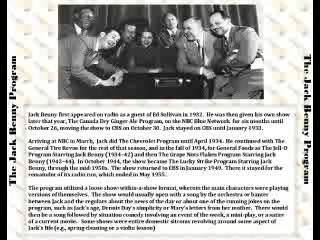 The Jack Benny Program
Jack Benny first appeared on radio as a guest of Ed Sullivan in 1932.  He was then given his own show
later that year, The Canada Dry Ginger Ale Program, on the NBC Blue Network  for six months until
October 26, moving the show to CBS on October 30.  Jack stayed on CBS until January 1933.
Arriving at NBC in March, Jack did The Chevrolet Program until April 1934.  He continued with The
General Tire Revue for the rest of that season, and in the fall of 1934, for General Foods as The Jell-O
Program Starring Jack Benny (1934-42) and then The Grape Nuts Flakes Program Starring Jack
Benny (1942-44).  In October 1944, the show became The Lucky Strike Program Starring Jack
Benny, through the mid-1950s.  The show returned to CBS in January 1949.  There it stayed for the
remainder of its radio run, which ended in May 1955.
The program utilized a loose show-within-a-show format, wherein the main characters were playing
versions of themselves.  The show would usually open with a song by the orchestra or banter
between Jack and the regulars about the news of the day or about one of the running jokes on the
program, such as Jack's age, Dennis Day's simplicity or Mary's letters from her mother.  There would
then be a song followed by situation comedy involving an event of the week, a mini-play, or a satire
of a current movie.  Some shows were entire domestic sitcoms revolving around some aspect of
Jack's life (e.g., spring cleaning or a violin lesson)
The Jack Benny Program